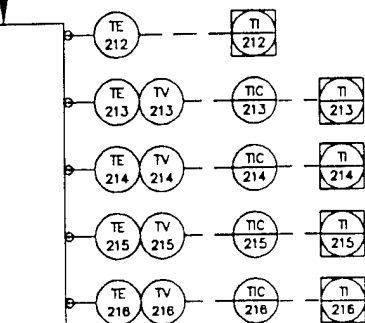 TE TI
212 212
TE TV TIC TI
213 213 213 213
TE TV TIC TI
214 214 214 214
TE TV TIC TI
215 215 215 215
TE TV TIC TI
216 216 216 216